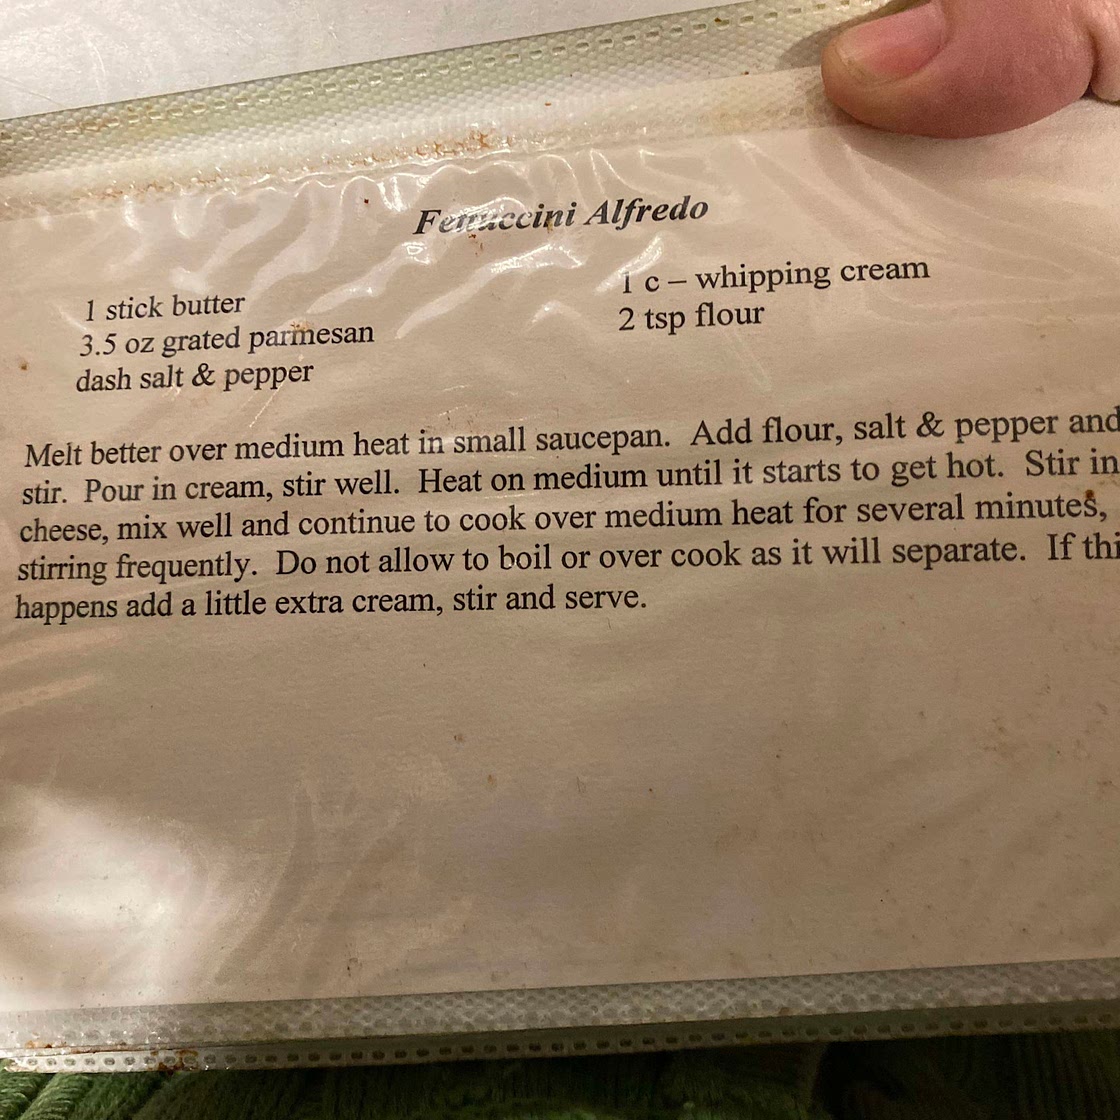 Fettuccini Alfredo
1 stick butter
3.5 oz grated parmesan
dash salt & pepper
1 c – whipping cream
2 tsp flour
Melt better over medium heat in small saucepan. Add flour, salt & pepper and
stir. Pour in cream, stir well. Heat on medium until it starts to get hot. Stir in
cheese, mix well and continue to cook over medium heat for several minutes,
stirring frequently. Do not allow to boil or over cook as it will separate. If thi
happens add a little extra cream, stir and serve.